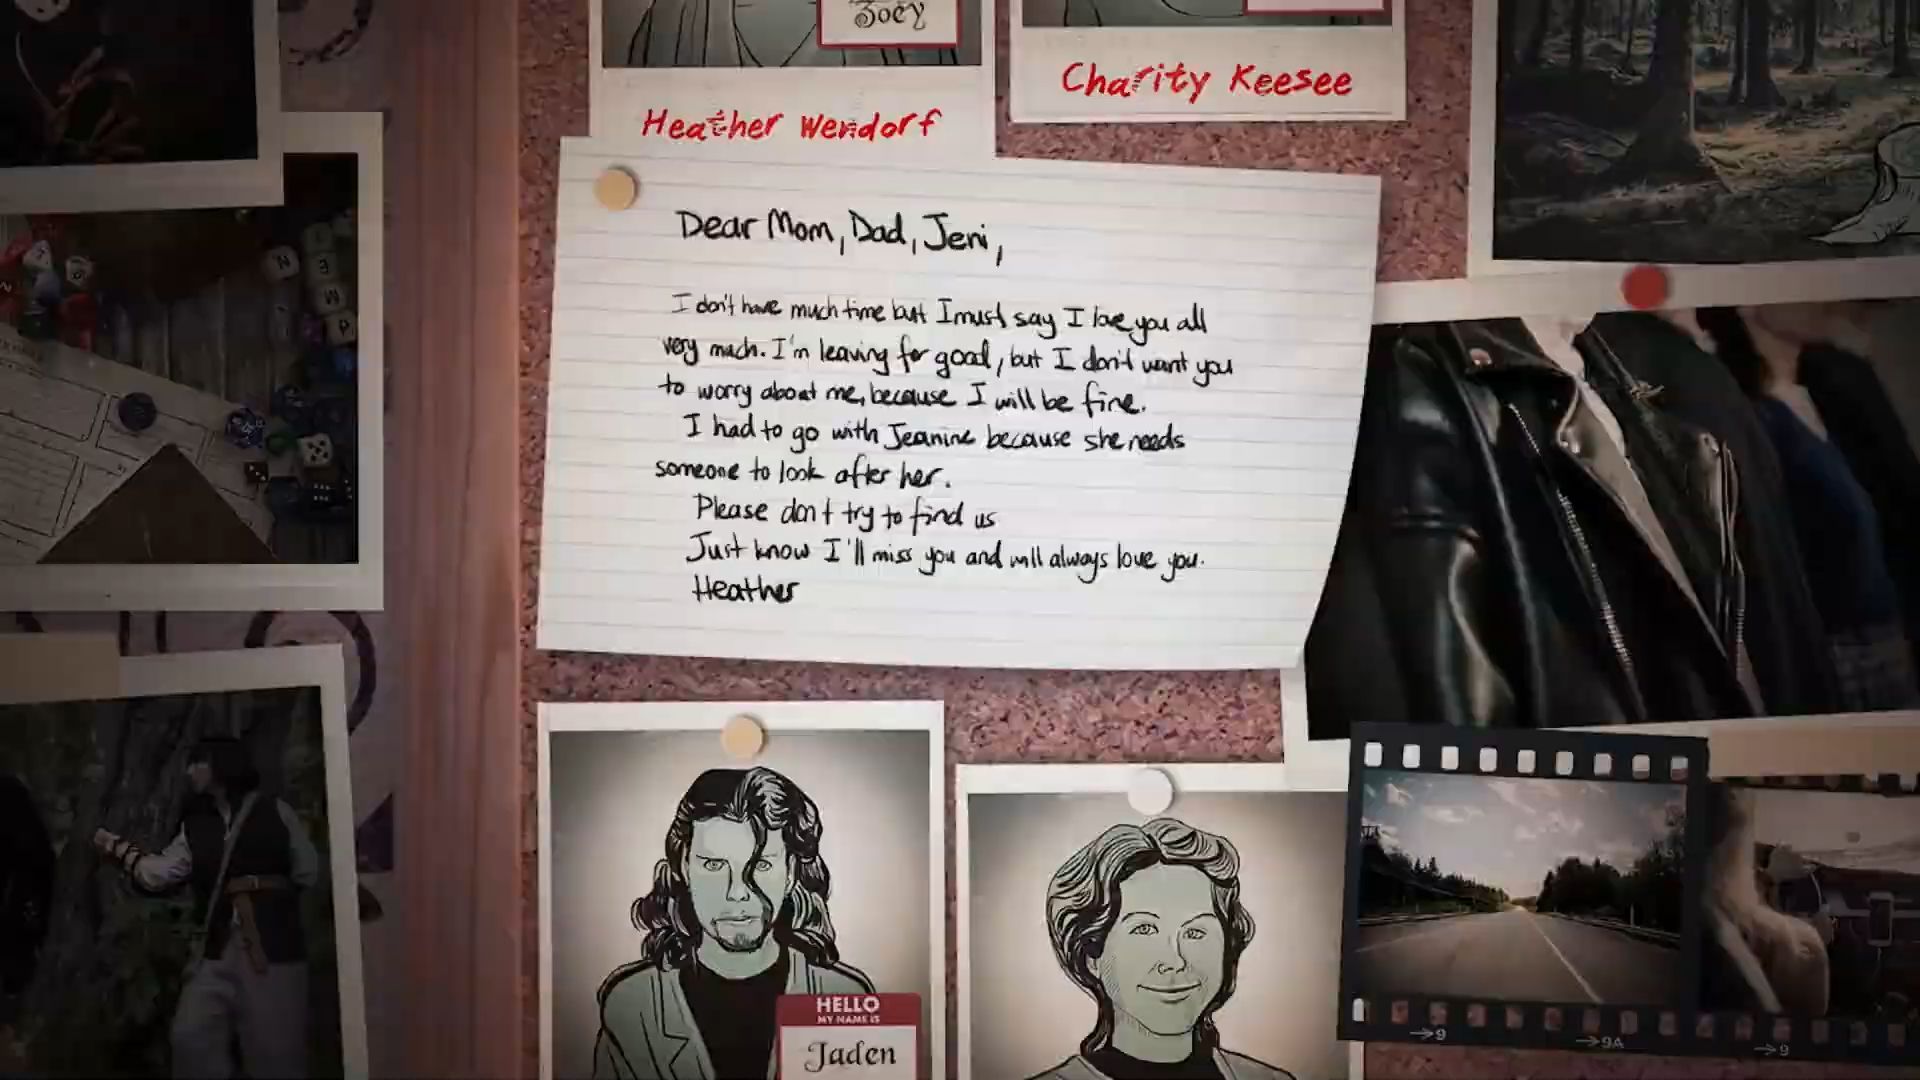 Zoey
Charity Keesee
Heather Wendorf
Dear Mom, Dad, Jeni,
I don't have much time but I must say I love you all
very much. I'm leaving for good, but I don't want you
to worry about me, because I will be fine.
I had to go with Jeanine because she needs
someone to look after her.
Please don't try to find us
Just know I'll miss you and will always love you.
Heather
HELLO
MY NAME IS
Jaden
→9
→9A
→9